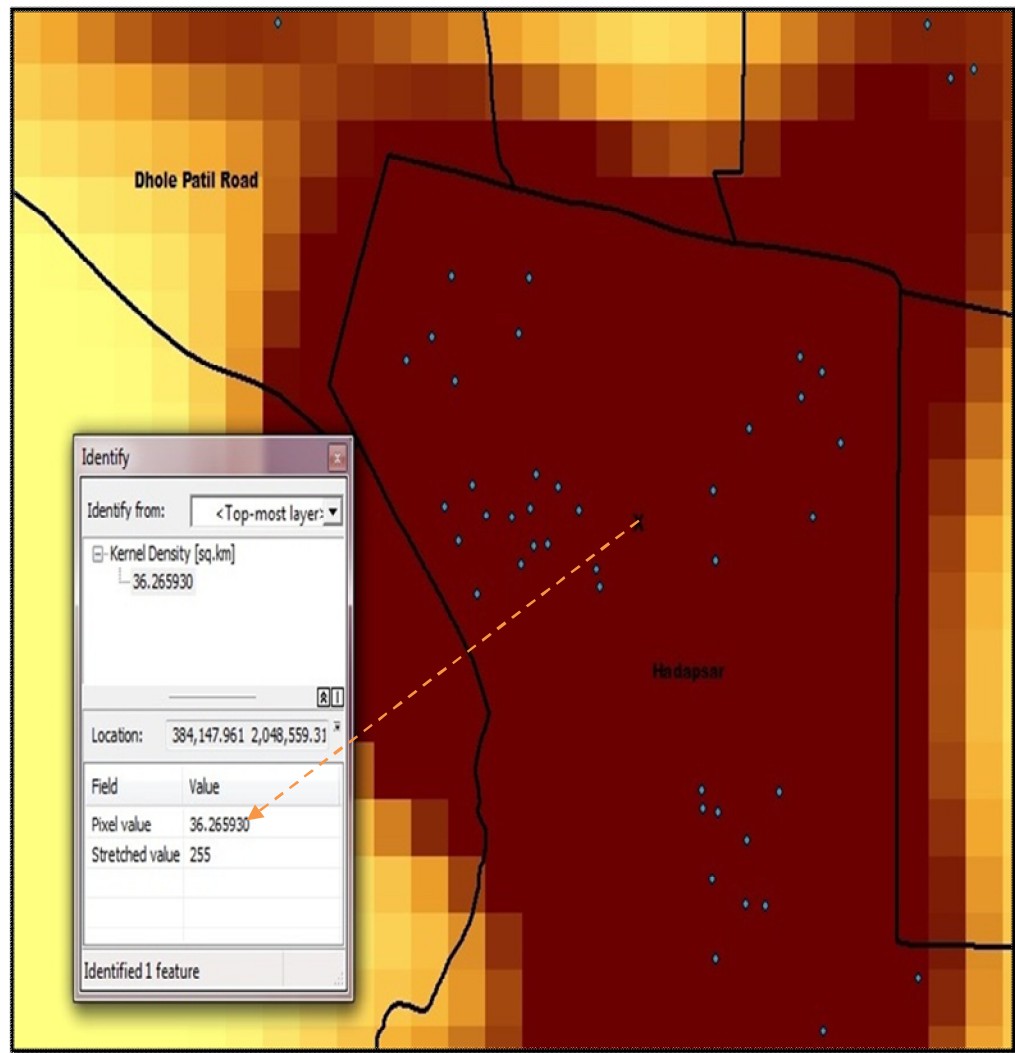 Dhole Patil Road
Identify
Identify from: <Top-most layer>
Kernel Density [sq.km]
36.265930
Hadapsar
Location: 384,147.961 2,048,559.31
Field Value
Pixel value 36.265930
Stretched value 255
Identified 1 feature